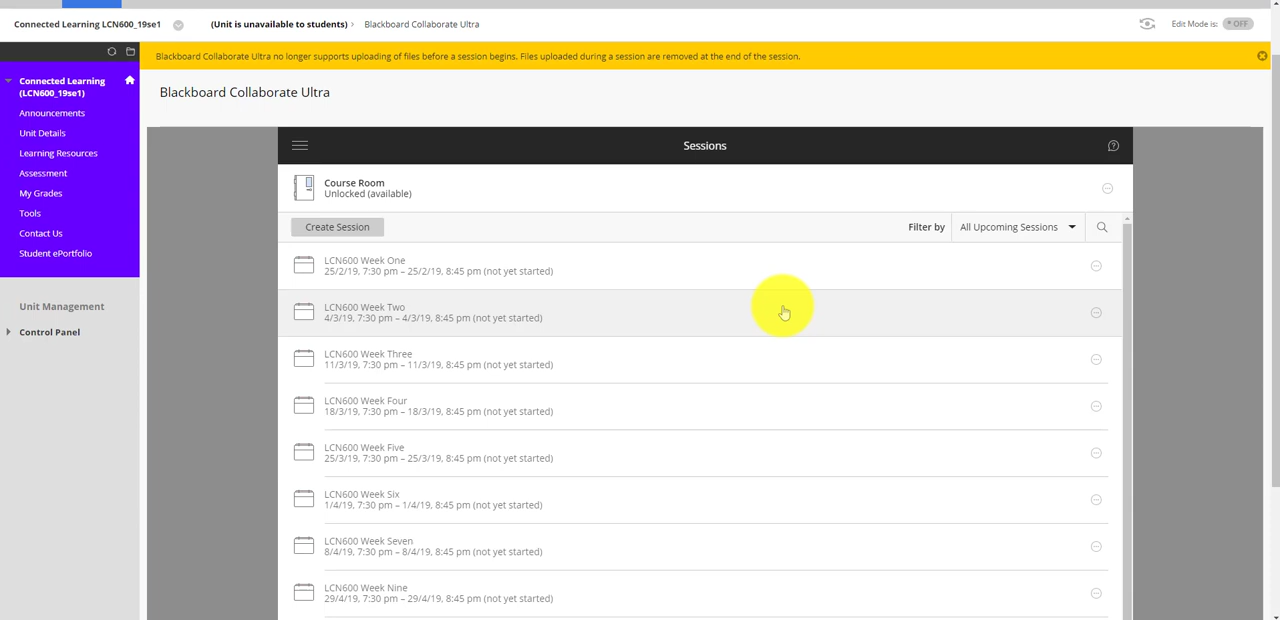 Connected Learning LCN600_19se1
(Unit is unavailable to students) › Blackboard Collaborate Ultra
Edit Mode is: OFF
Blackboard Collaborate Ultra no longer supports uploading of files before a session begins. Files uploaded during a session are removed at the end of the session.
Connected Learning
(LCN600_19se1)
Announcements
Unit Details
Learning Resources
Assessment
My Grades
Tools
Contact Us
Student ePortfolio
Unit Management
Control Panel
Blackboard Collaborate Ultra
Sessions
Course Room
Unlocked (available)
Create Session
Filter by
All Upcoming Sessions
LCN600 Week One
25/2/19, 7:30 pm – 25/2/19, 8:45 pm (not yet started)
LCN600 Week Two
4/3/19, 7:30 pm – 4/3/19, 8:45 pm (not yet started)
LCN600 Week Three
11/3/19, 7:30 pm – 11/3/19, 8:45 pm (not yet started)
LCN600 Week Four
18/3/19, 7:30 pm – 18/3/19, 8:45 pm (not yet started)
LCN600 Week Five
25/3/19, 7:30 pm – 25/3/19, 8:45 pm (not yet started)
LCN600 Week Six
1/4/19, 7:30 pm – 1/4/19, 8:45 pm (not yet started)
LCN600 Week Seven
8/4/19, 7:30 pm – 8/4/19, 8:45 pm (not yet started)
LCN600 Week Nine
29/4/19, 7:30 pm – 29/4/19, 8:45 pm (not yet started)